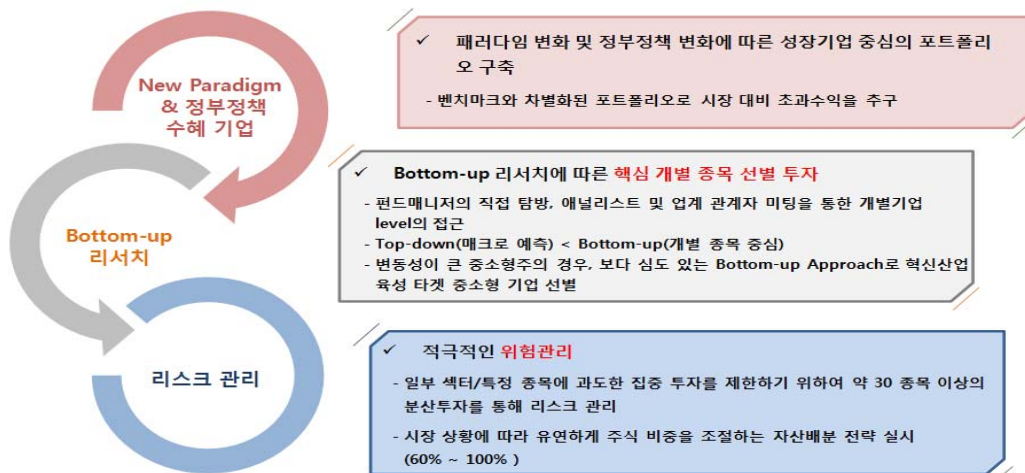 New Paradigm
& 정부정책
수혜 기업
✓ 패러다임 변화 및 정부정책 변화에 따른 성장기업 중심의 포트폴리
오 구축
- 벤치마크와 차별화된 포트폴리오로 시장 대비 초과수익을 추구
Bottom-up
리서치
✓ Bottom-up 리서치에 따른 핵심 개별 종목 선별 투자
- 펀드매니저의 직접 탐방, 애널리스트 및 업계 관계자 미팅을 통한 개별기업
level의 접근
- Top-down(매크로 예측) < Bottom-up(개별 종목 중심)
- 변동성이 큰 중소형주의 경우, 보다 심도 있는 Bottom-up Approach로 혁신산업
육성 타겟 중소형 기업 선별
리스크 관리
✓ 적극적인 위험관리
- 일부 섹터/특정 종목에 과도한 집중 투자를 제한하기 위하여 약 30 종목 이상의
분산투자를 통해 리스크 관리
- 시장 상황에 따라 유연하게 주식 비중을 조절하는 자산배분 전략 실시
(60% ~ 100% )